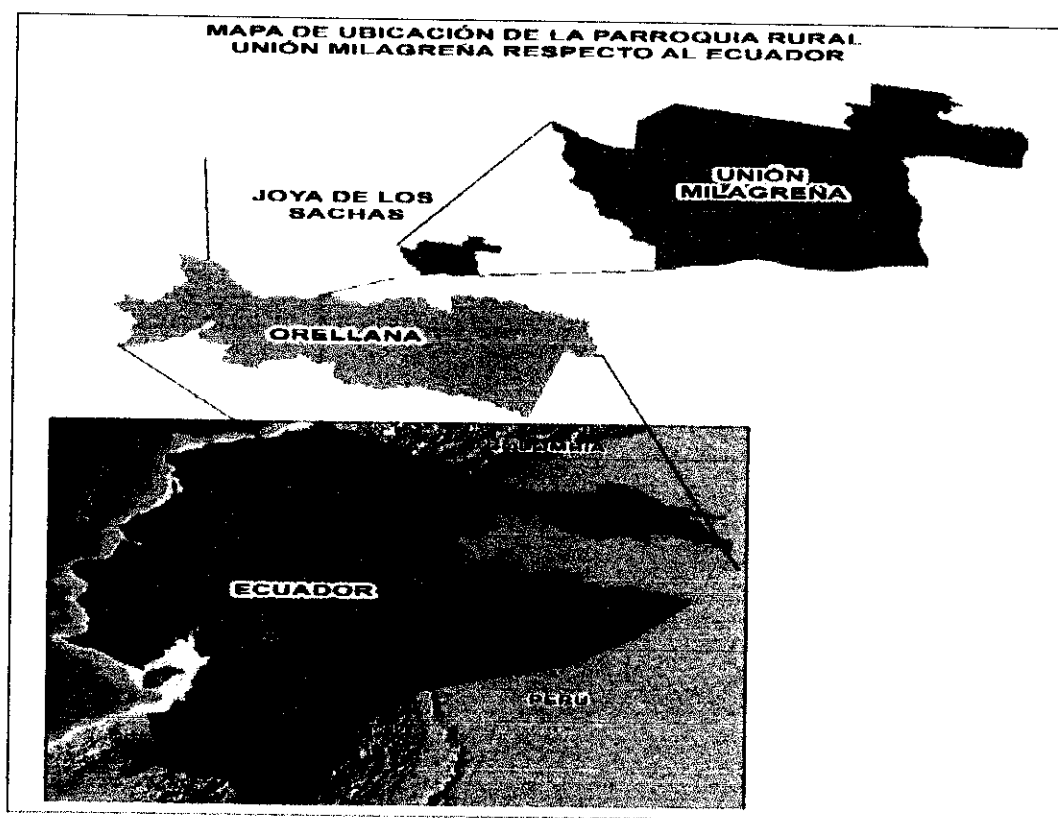 MAPA DE UBICACIÓN DE LA PARROQUIA RURAL
UNIÓN MILAGREÑA RESPECTO AL ECUADOR
UNIÓN
MILAGREÑA
JOYA DE LOS
SACHAS
ORELLANA
ECUADOR
PERÚ